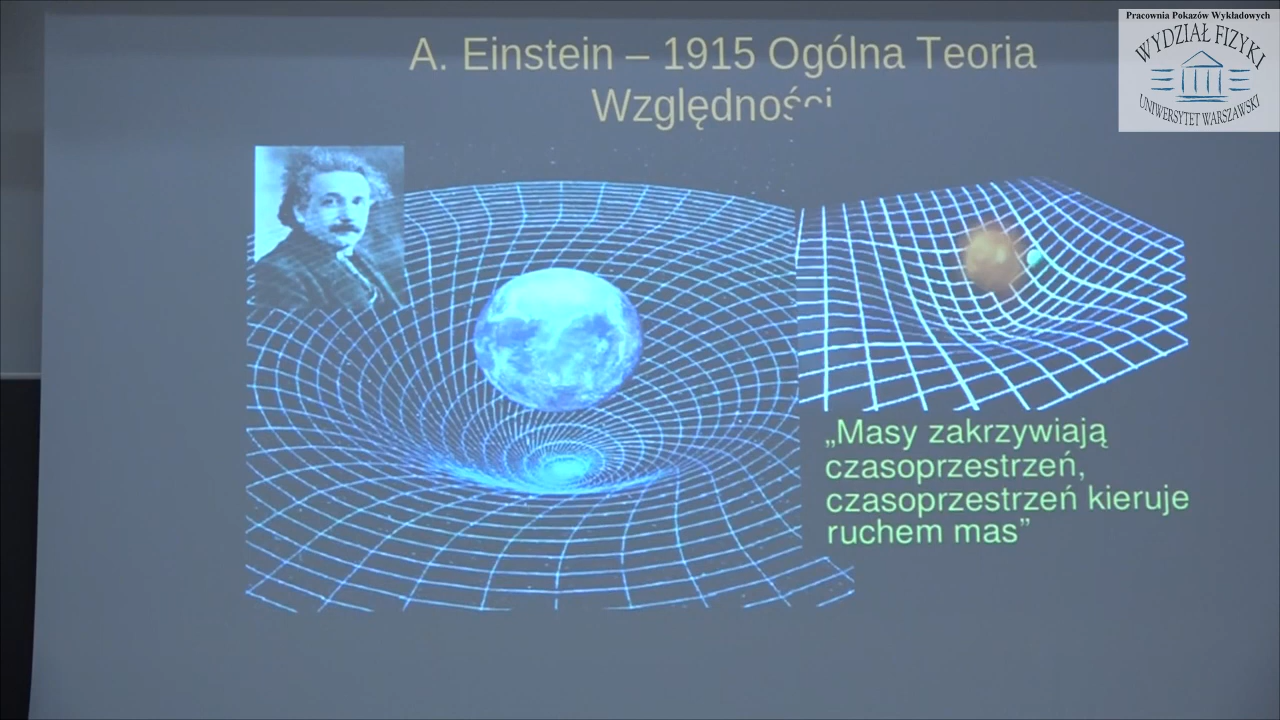 Pracownia Pokazów Wykładowych
WYDZIAŁ FIZYKI
UNIWERSYTET WARSZAWSKI
A. Einstein – 1915 Ogólna Teoria
Względności
„Masy zakrzywiają
czasoprzestrzeń,
czasoprzestrzeń kieruje
ruchem mas”